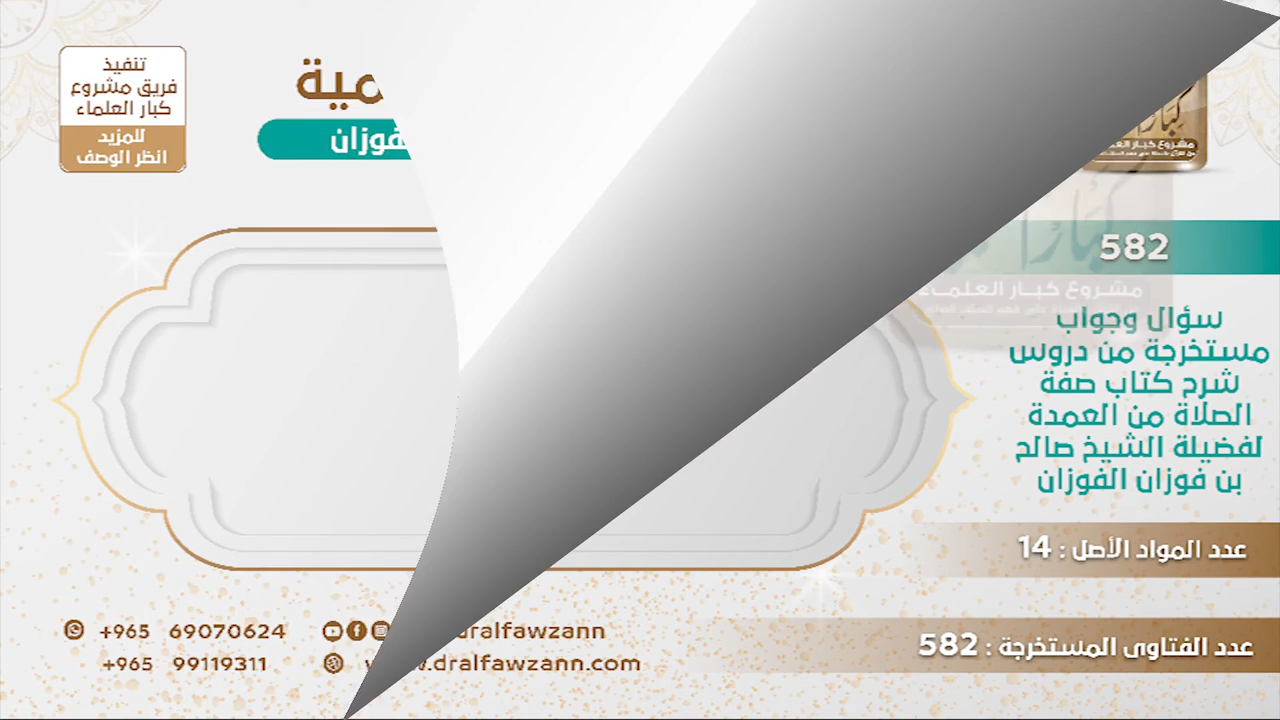 تنفيذ
فريق مشروع
كبار العلماء
للمزيد
انظر الوصف
582
مشروع كبار العلماء
سؤال وجواب
مستخرجة من دروس
شرح كتاب صفة
الصلاة من العمدة
لفضيلة الشيخ صالح
بن فوزان الفوزان
عدد المواد الأصل : 14
عدد الفتاوى المستخرجة : 582
+965 69070624
dralfawzann
+965 99119311
www.dralfawzann.com